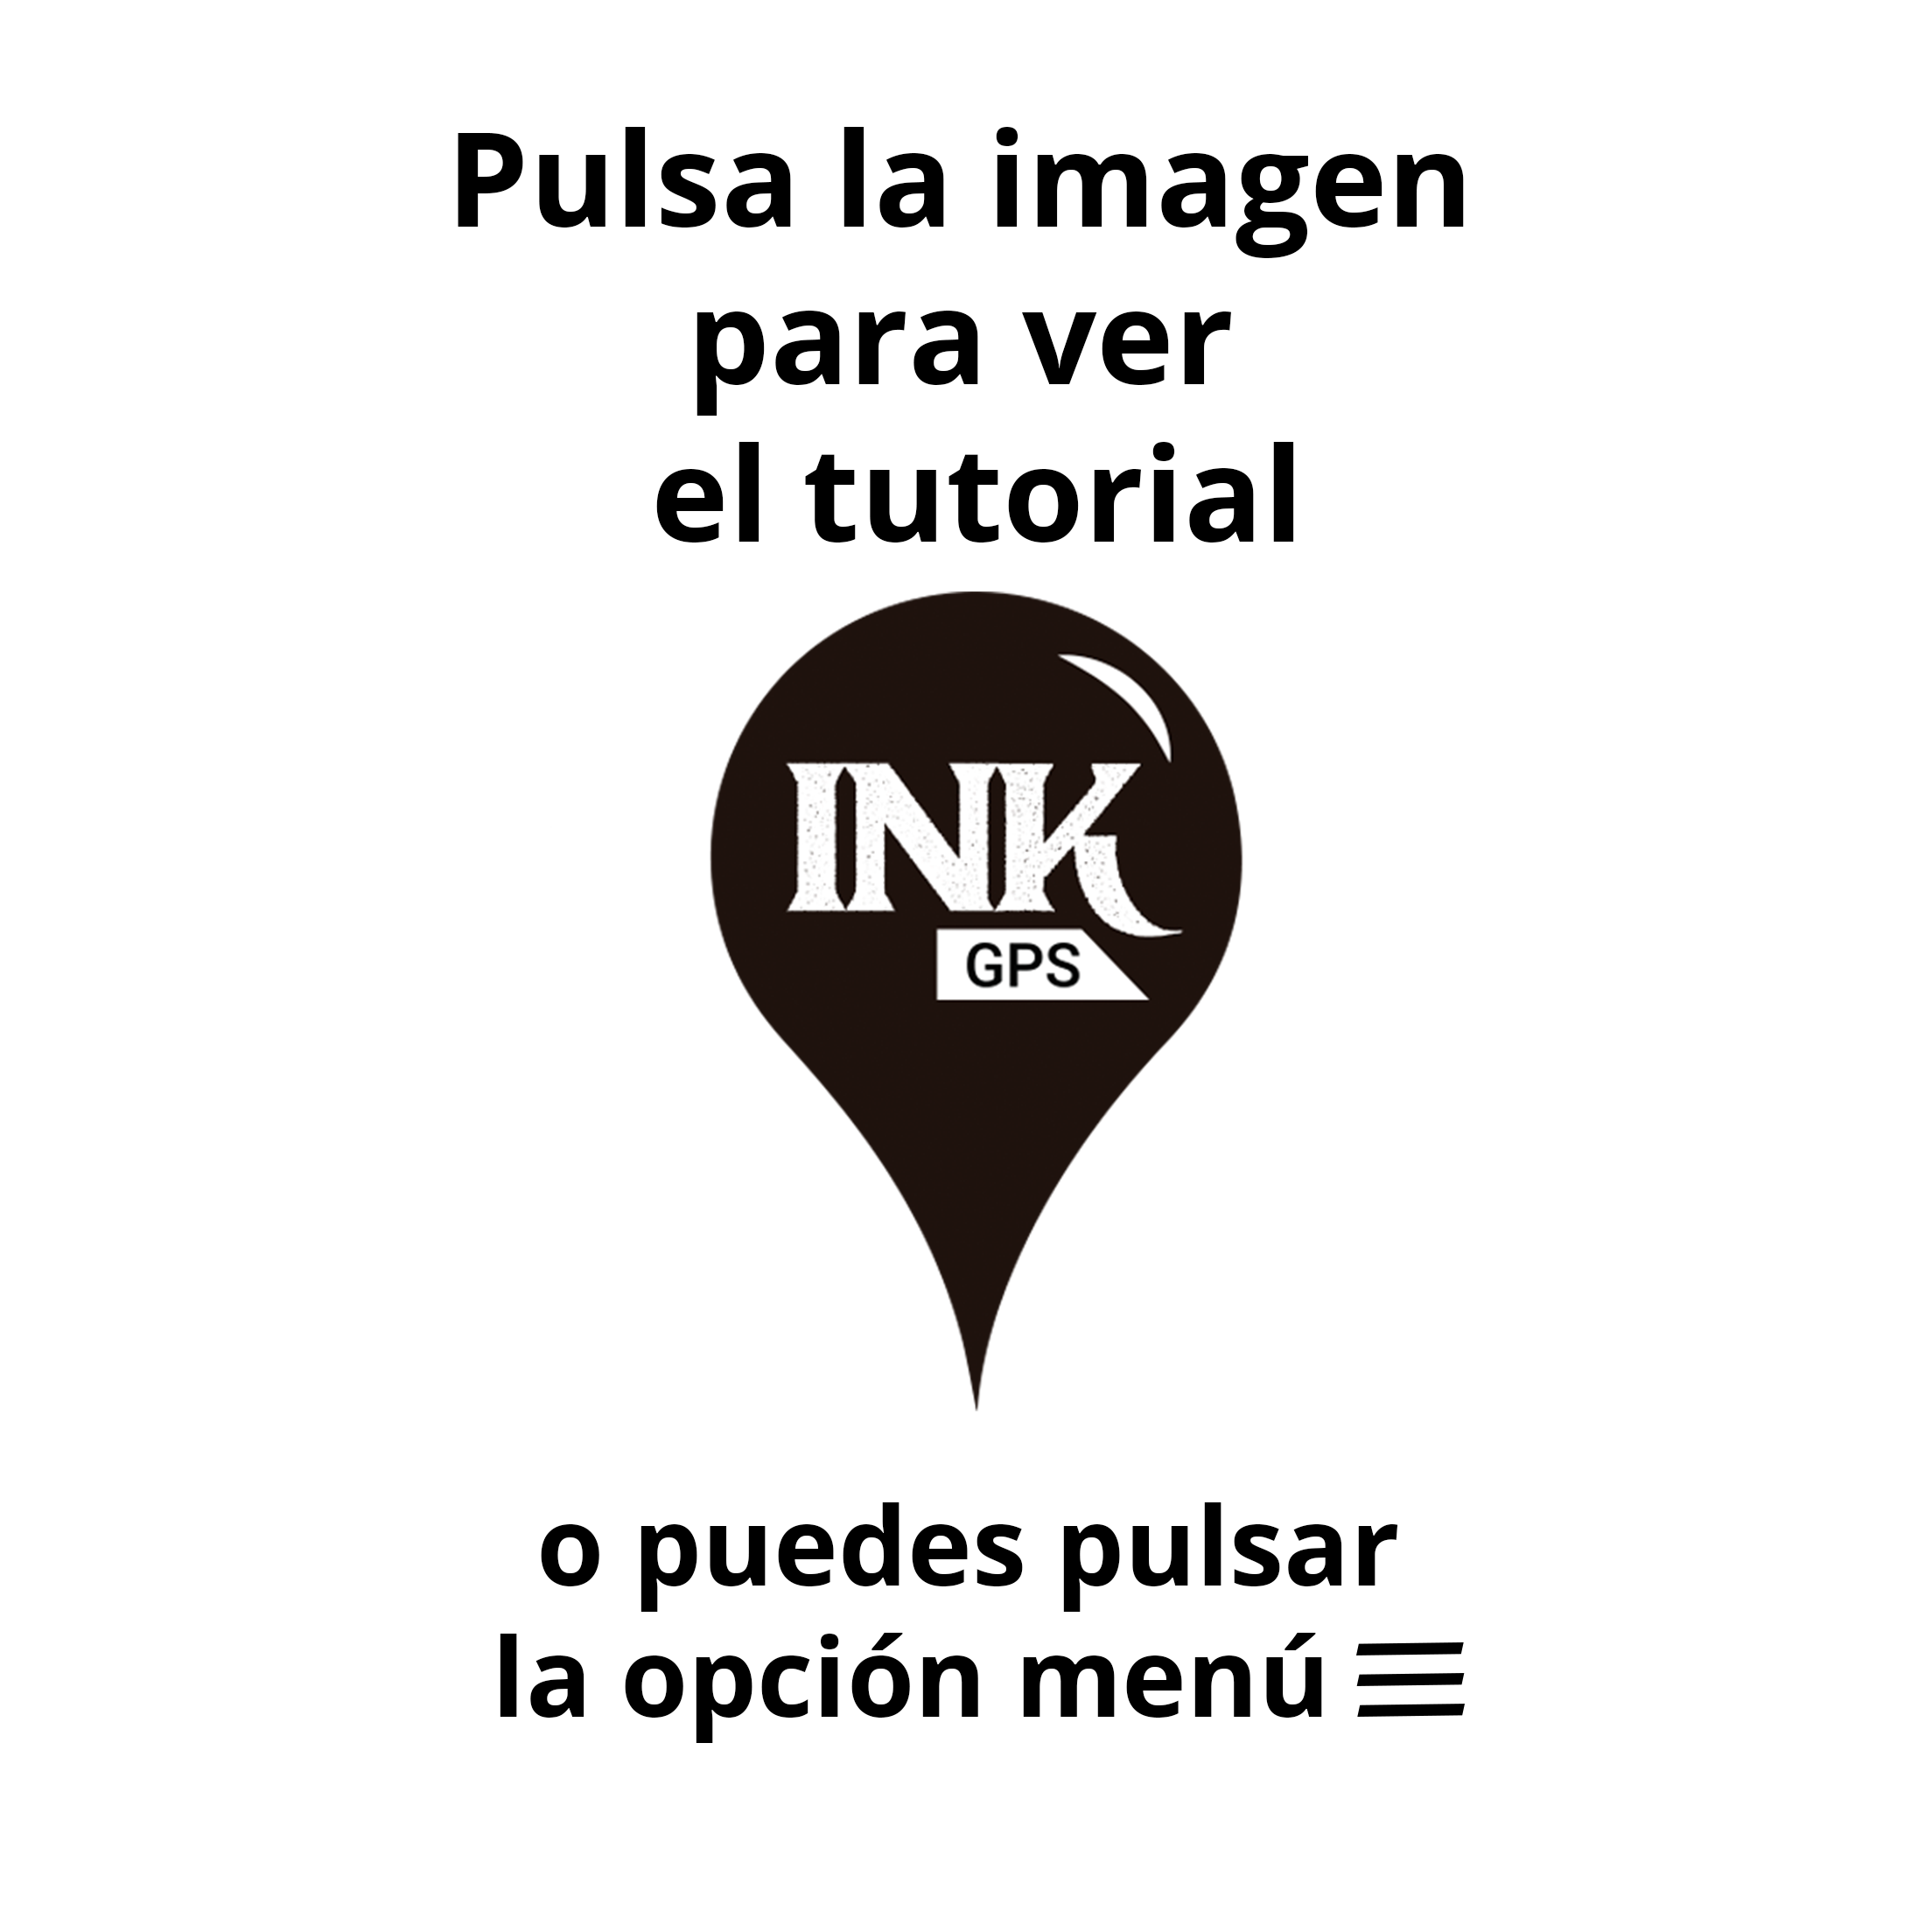 Pulsa la imagen
para ver
el tutorial
INK
GPS
o puedes pulsar
la opción menú